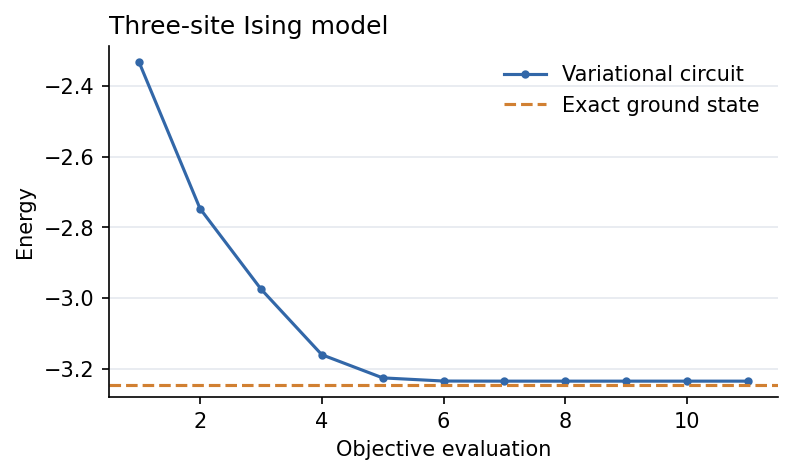 Three-site Ising model
Variational circuit
Exact ground state
Energy
−2.4
−2.6
−2.8
−3.0
−3.2
2 4 6 8 10
Objective evaluation